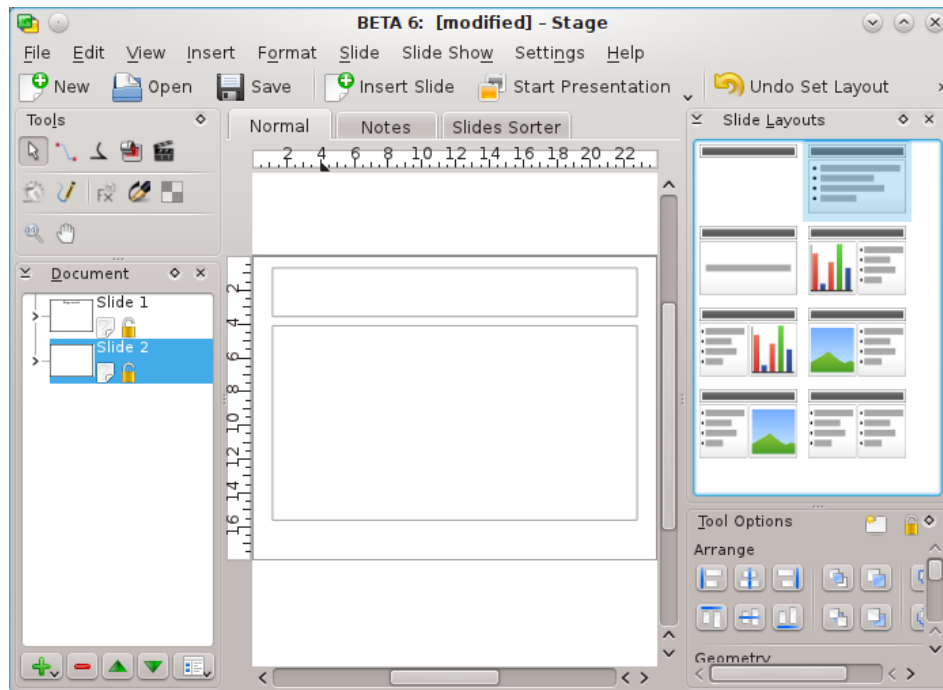 BETA 6:  [modified] – Stage
File Edit View Insert Format Slide Slide Show Settings Help
New Open Save Insert Slide Start Presentation Undo Set Layout
Tools
Normal Notes Slides Sorter
Slide Layouts
2 4 6 8 10 12 14 16 18 20 22
Document
Slide 1
Slide 2
2
4
6
8
10
12
14
16
Tool Options
Arrange
Geometry